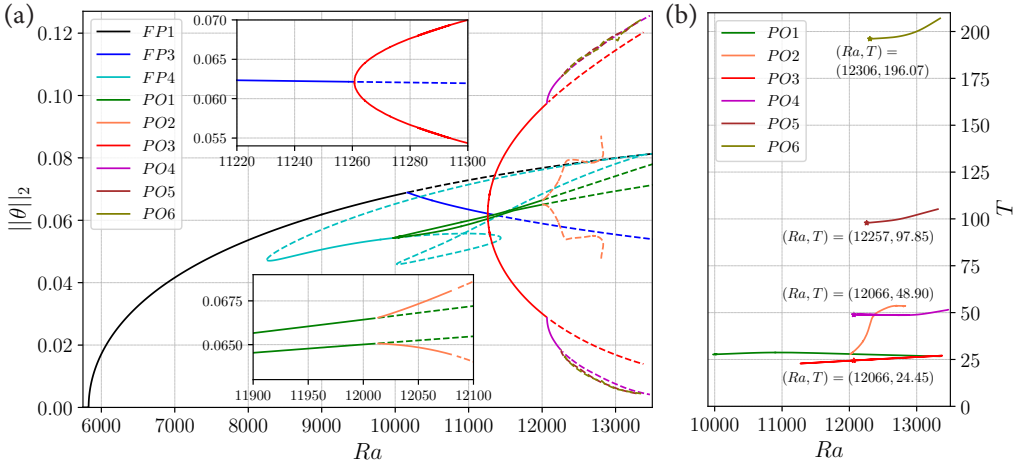 (a)
0.12
0.10
0.08
0.06
0.04
0.02
0.00
||θ||₂
6000 7000 8000 9000 10000 11000 12000 13000
Ra
FP1
FP3
FP4
PO1
PO2
PO3
PO4
PO5
PO6
0.070
0.067
0.063
0.059
0.055
11220 11240 11260 11280 11300
0.0675
0.0650
11900 11950 12000 12050 12100
(b)
PO1
PO2
PO3
PO4
PO5
PO6
(Ra, T) =
(12306, 196.07)
(Ra, T) = (12257, 97.85)
(Ra, T) = (12066, 48.90)
(Ra, T) = (12066, 24.45)
200
175
150
125
100
75
50
25
0
T
10000 11000 12000 13000
Ra